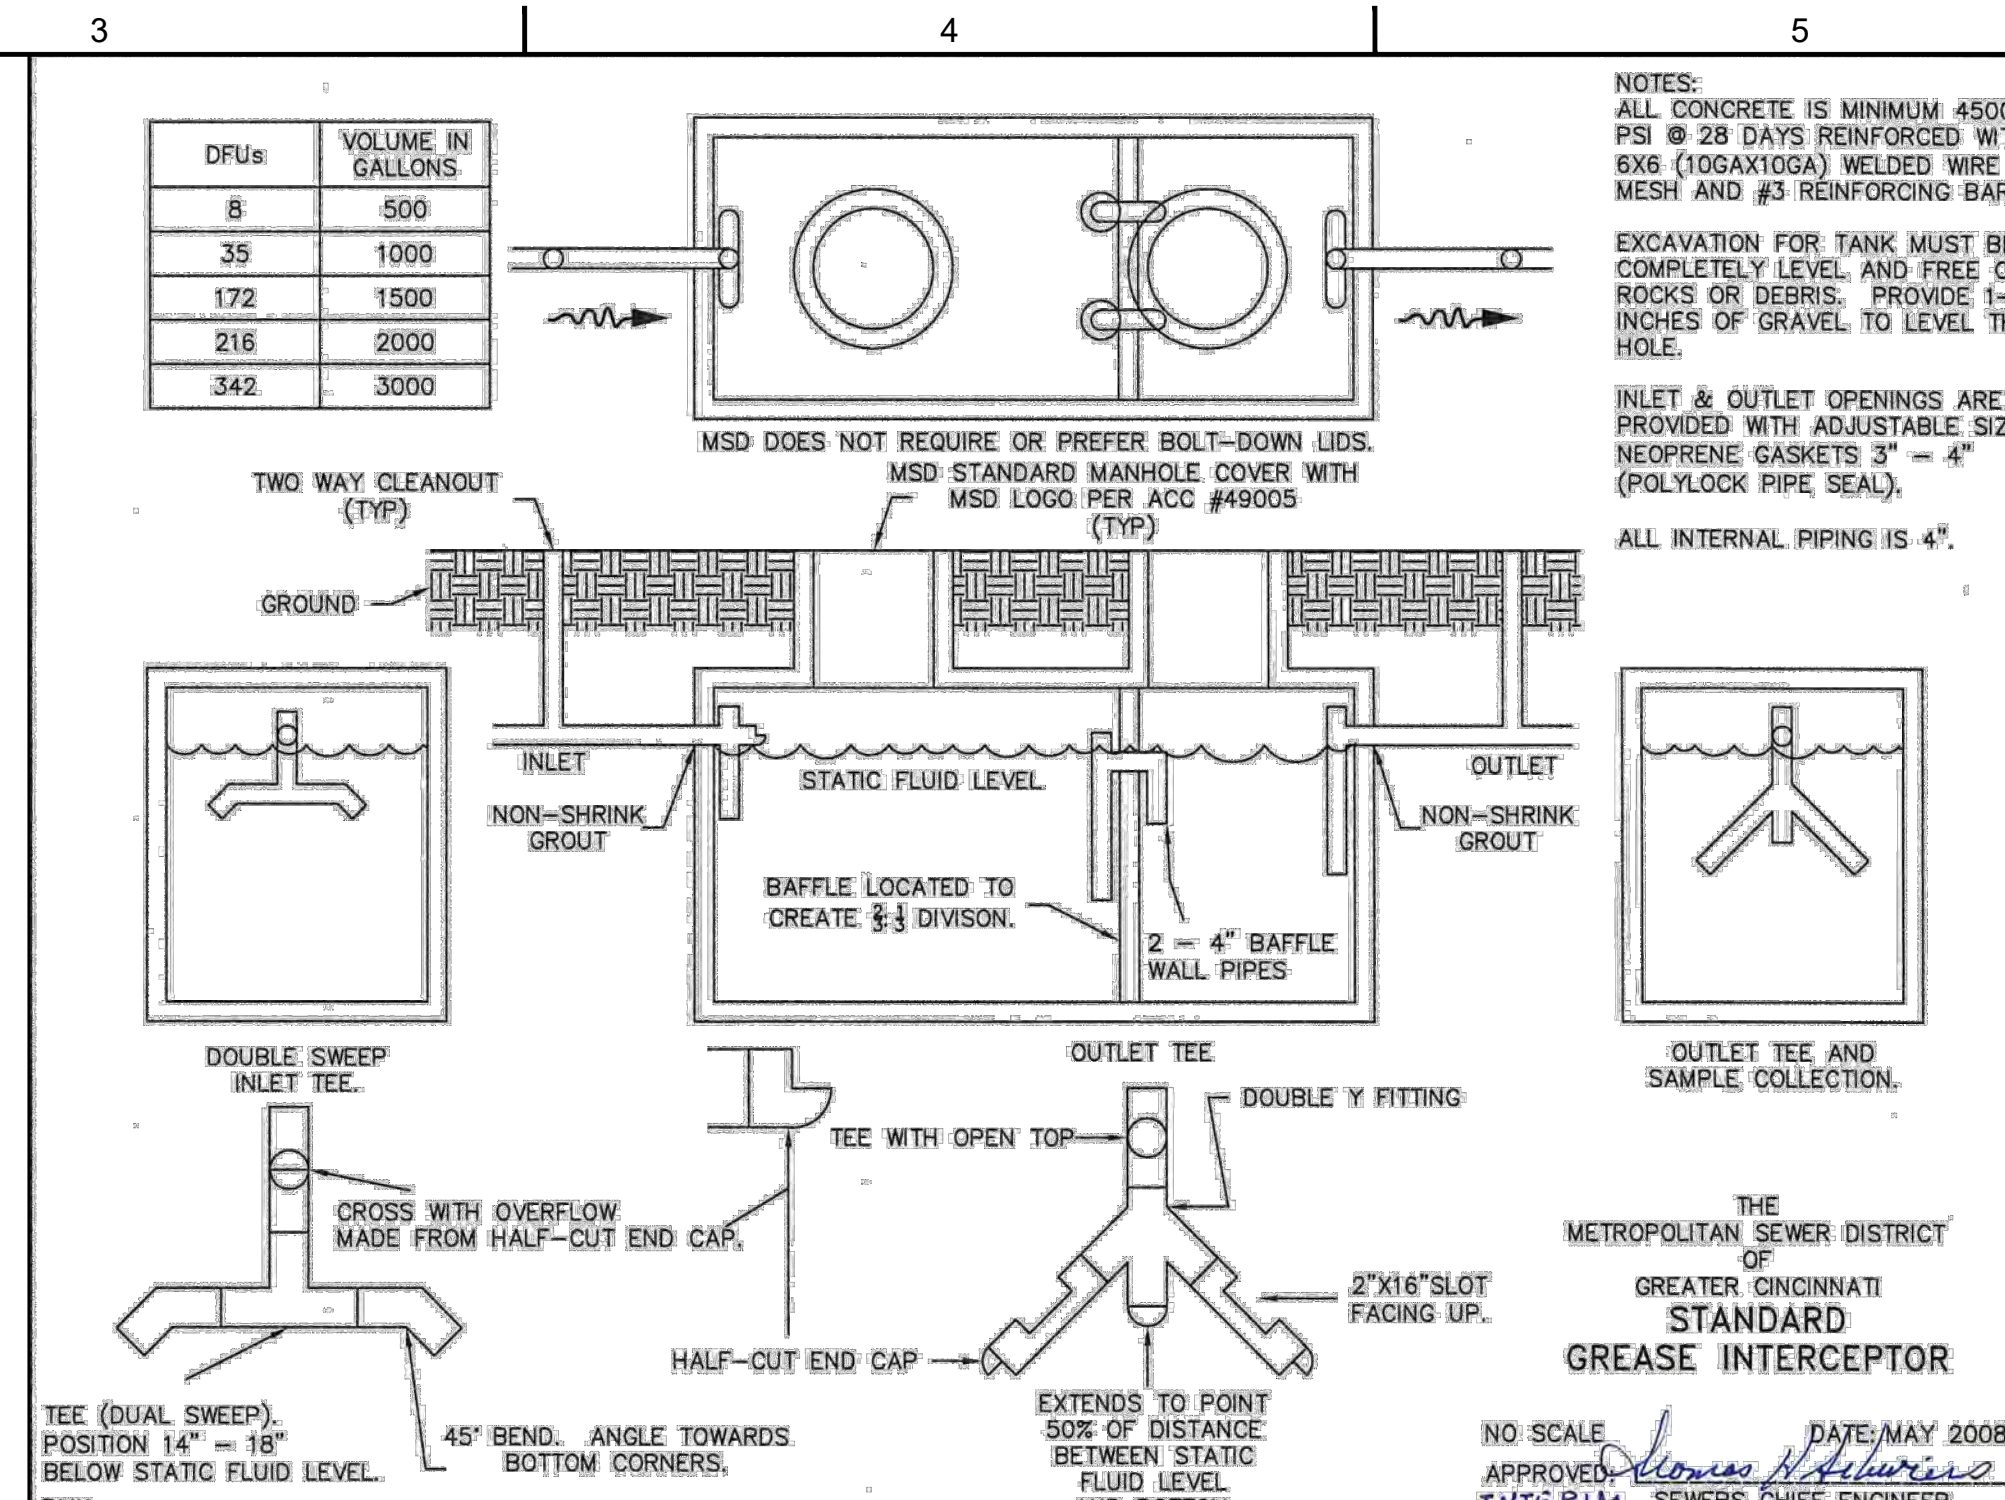 3
4
5
DFUs
VOLUME IN
GALLONS
8
500
35
1000
172
1500
216
2000
342
3000
NOTES:
ALL CONCRETE IS MINIMUM 4500
PSI @ 28 DAYS REINFORCED
6X6 (10GAX10GA) WELDED WIRE
MESH AND #3 REINFORCING
EXCAVATION FOR TANK MUST
COMPLETELY LEVEL AND FREE
ROCKS OR DEBRIS. PROVIDE
INCHES OF GRAVEL TO LEVEL
HOLE.
INLET & OUTLET OPENINGS ARE
PROVIDED WITH ADJUSTABLE
NEOPRENE GASKETS 3" – 4"
(POLYLOCK PIPE SEAL).
ALL INTERNAL PIPING IS 4".
MSD DOES NOT REQUIRE OR PREFER BOLT-DOWN LIDS.
MSD STANDARD MANHOLE COVER WITH
MSD LOGO PER ACC #49005
(TYP)
TWO WAY CLEANOUT
(TYP)
GROUND
INLET
STATIC FLUID LEVEL
OUTLET
NON-SHRINK
GROUT
NON-SHRINK
GROUT
BAFFLE LOCATED TO
CREATE 2/3:1/3 DIVISON.
2 – 4" BAFFLE
WALL PIPES
DOUBLE SWEEP
INLET TEE.
OUTLET TEE
OUTLET TEE AND
SAMPLE COLLECTION.
DOUBLE Y FITTING
TEE WITH OPEN TOP
CROSS WITH OVERFLOW
MADE FROM HALF-CUT END CAP.
2"X16"SLOT
FACING UP.
HALF-CUT END CAP
TEE (DUAL SWEEP).
POSITION 14" – 18"
BELOW STATIC FLUID LEVEL.
45° BEND. ANGLE TOWARDS
BOTTOM CORNERS.
EXTENDS TO POINT
50% OF DISTANCE
BETWEEN STATIC
FLUID LEVEL
THE
METROPOLITAN SEWER DISTRICT
OF
GREATER CINCINNATI
STANDARD
GREASE INTERCEPTOR
NO SCALE
DATE: MAY 2008
APPROVED:
INTERIM SEWERS CHIEF ENGINEER